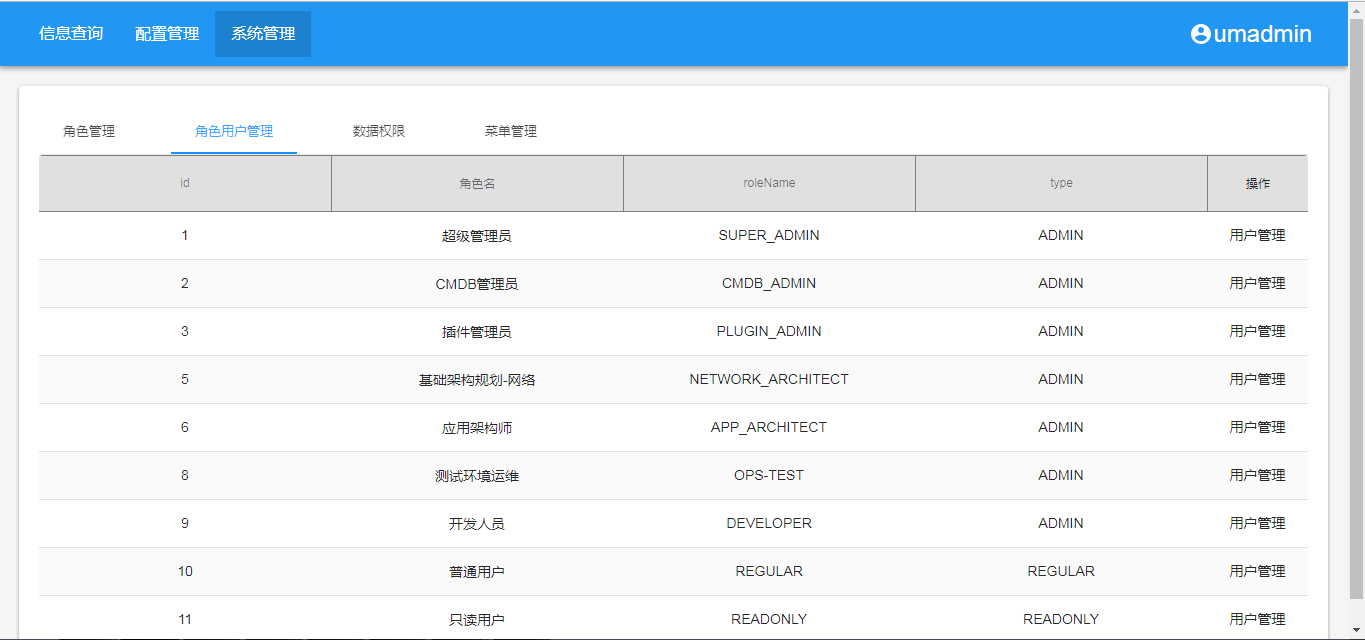 信息查询 配置管理 系统管理 umadmin
角色管理 角色用户管理 数据权限 菜单管理
id 角色名 roleName type 操作
1 超级管理员 SUPER_ADMIN ADMIN 用户管理
2 CMDB管理员 CMDB_ADMIN ADMIN 用户管理
3 插件管理员 PLUGIN_ADMIN ADMIN 用户管理
5 基础架构规划-网络 NETWORK_ARCHITECT ADMIN 用户管理
6 应用架构师 APP_ARCHITECT ADMIN 用户管理
8 测试环境运维 OPS-TEST ADMIN 用户管理
9 开发人员 DEVELOPER ADMIN 用户管理
10 普通用户 REGULAR REGULAR 用户管理
11 只读用户 READONLY READONLY 用户管理